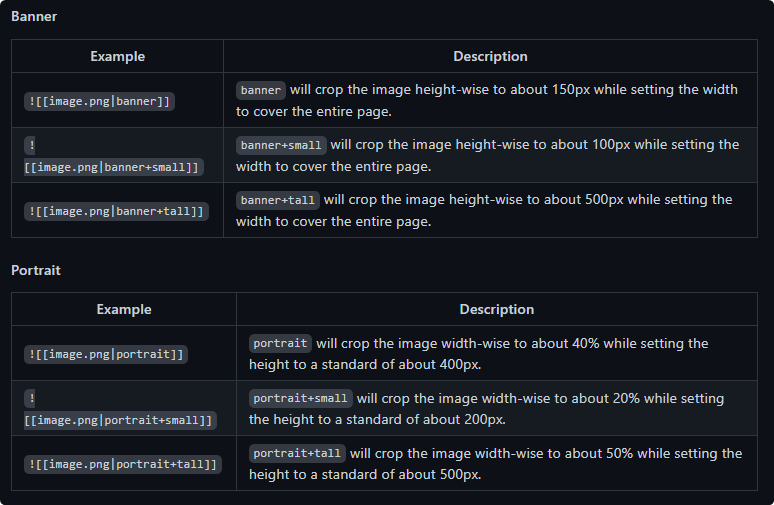 Banner
Example Description
![[image.png|banner]] banner will crop the image height-wise to about 150px while setting the width
to cover the entire page.
!
[[image.png|banner+small]] banner+small will crop the image height-wise to about 100px while setting the
width to cover the entire page.
![[image.png|banner+tall]] banner+tall will crop the image height-wise to about 500px while setting the
width to cover the entire page.
Portrait
Example Description
![[image.png|portrait]] portrait will crop the image width-wise to about 40% while setting the
height to a standard of about 400px.
!
[[image.png|portrait+small]] portrait+small will crop the image width-wise to about 20% while setting
the height to a standard of about 200px.
![[image.png|portrait+tall]] portrait+tall will crop the image width-wise to about 50% while setting the
height to a standard of about 500px.